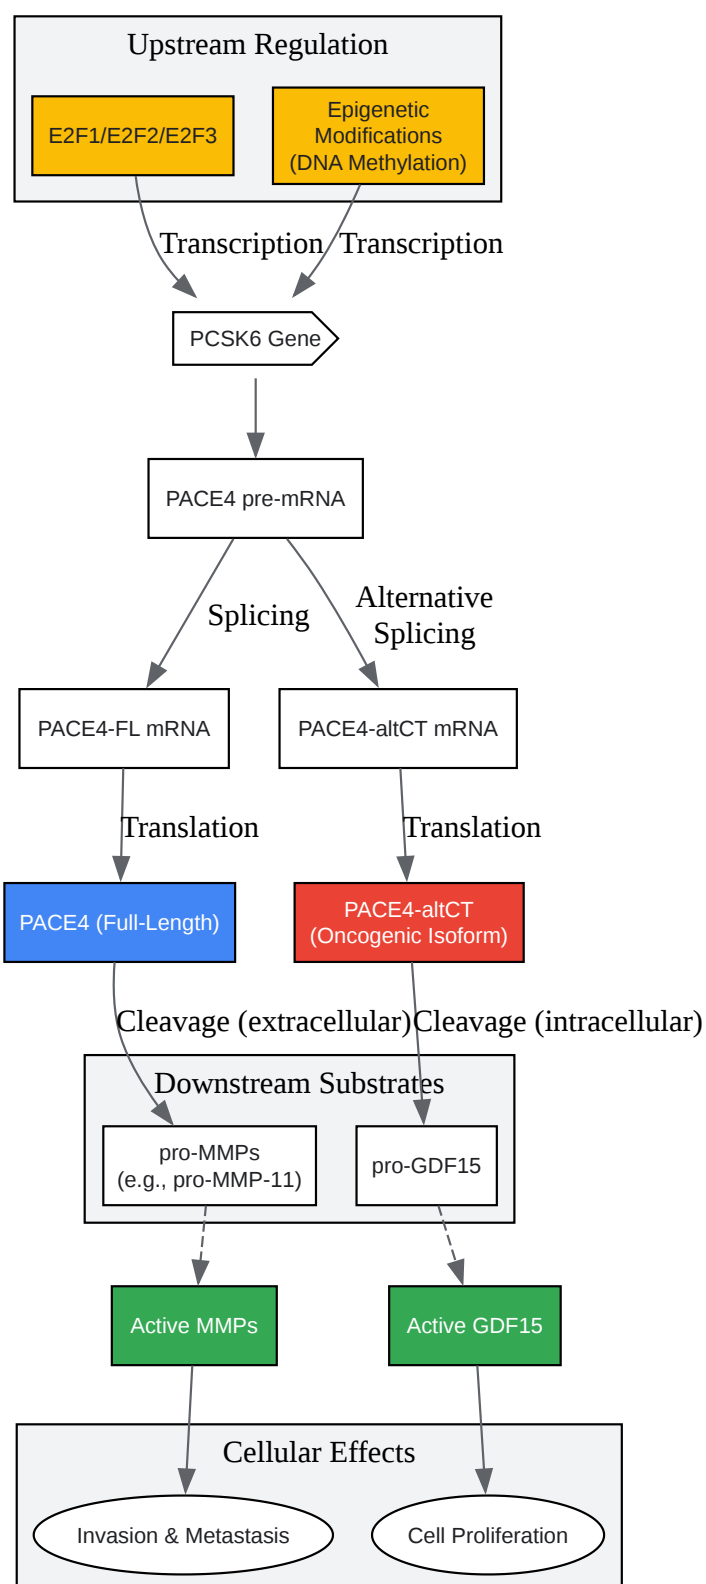 Upstream Regulation
E2F1/E2F2/E2F3
Epigenetic
Modifications
(DNA Methylation)
Transcription
Transcription
PCSK6 Gene
PACE4 pre-mRNA
Splicing
Alternative
Splicing
PACE4-FL mRNA
PACE4-altCT mRNA
Translation
Translation
PACE4 (Full-Length)
PACE4-altCT
(Oncogenic Isoform)
Cleavage (extracellular)
Cleavage (intracellular)
Downstream Substrates
pro-MMPs
(e.g., pro-MMP-11)
pro-GDF15
Active MMPs
Active GDF15
Cellular Effects
Invasion & Metastasis
Cell Proliferation